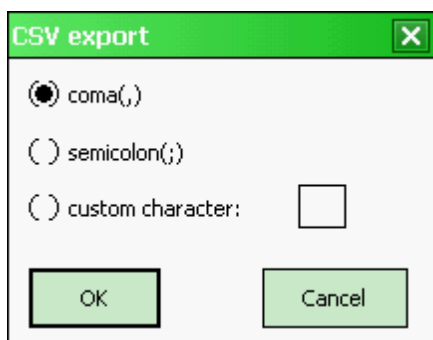 CSV export
coma(,)
semicolon(;)
custom character:
OK Cancel